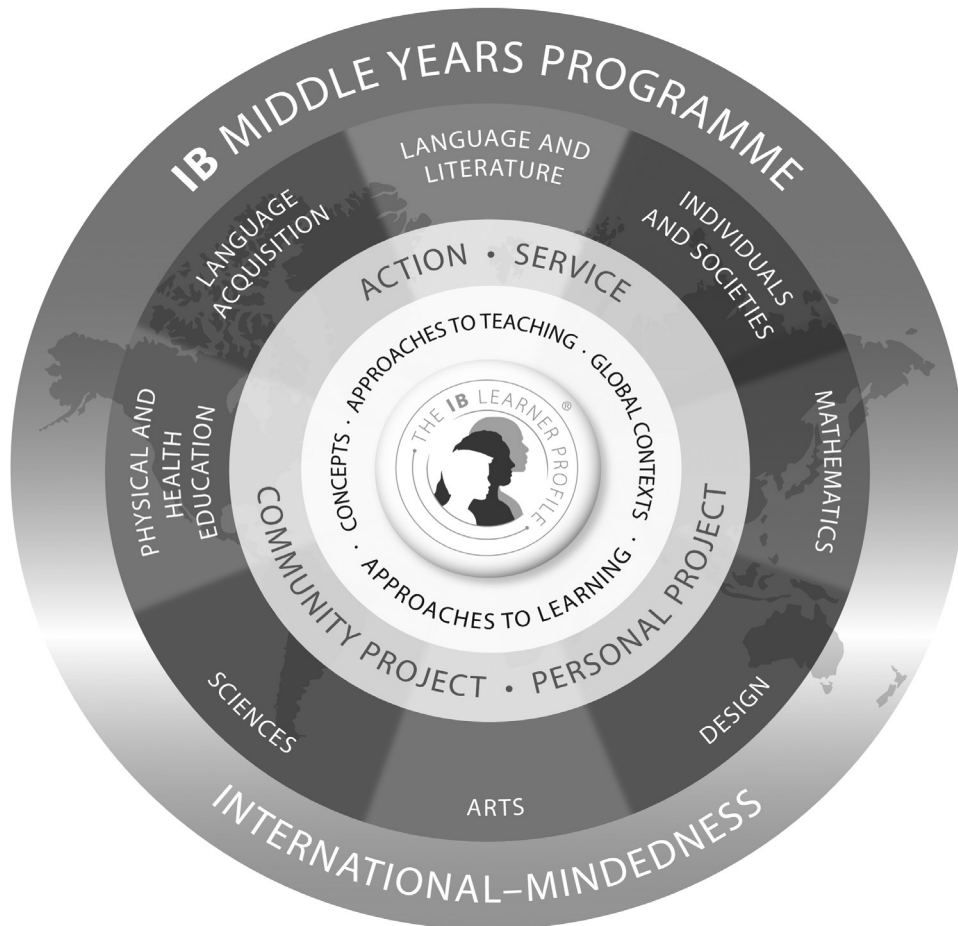 IB MIDDLE YEARS PROGRAMME
LANGUAGE AND
LITERATURE
INDIVIDUALS
AND SOCIETIES
MATHEMATICS
DESIGN
ARTS
SCIENCES
PHYSICAL AND
HEALTH
EDUCATION
LANGUAGE
ACQUISITION
ACTION · SERVICE
COMMUNITY PROJECT · PERSONAL PROJECT
APPROACHES TO TEACHING · GLOBAL CONTEXTS ·
APPROACHES TO LEARNING · CONCEPTS ·
THE IB LEARNER PROFILE ®
INTERNATIONAL–MINDEDNESS